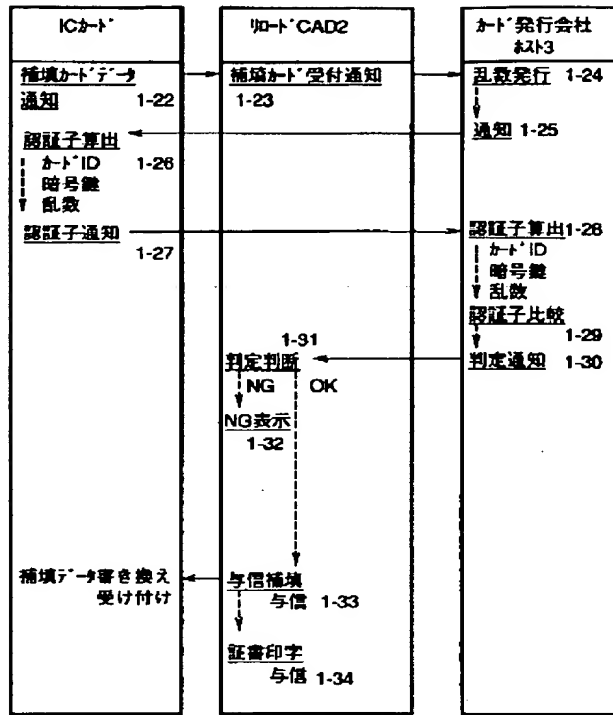 ICカード
リロードCAD2
カード発行会社
ホスト3
補填カードデータ
通知 1-22
補填カード受付通知
1-23
乱数発行 1-24
通知 1-25
認証子算出
カードID 1-26
暗号鍵
乱数
認証子通知
1-27
認証子算出 1-28
カードID
暗号鍵
乱数
認証子比較
1-29
判定通知 1-30
1-31
判定判断
NG OK
NG表示
1-32
補填データ書き換え
受け付け
与信補填
与信 1-33
証書印字
与信 1-34